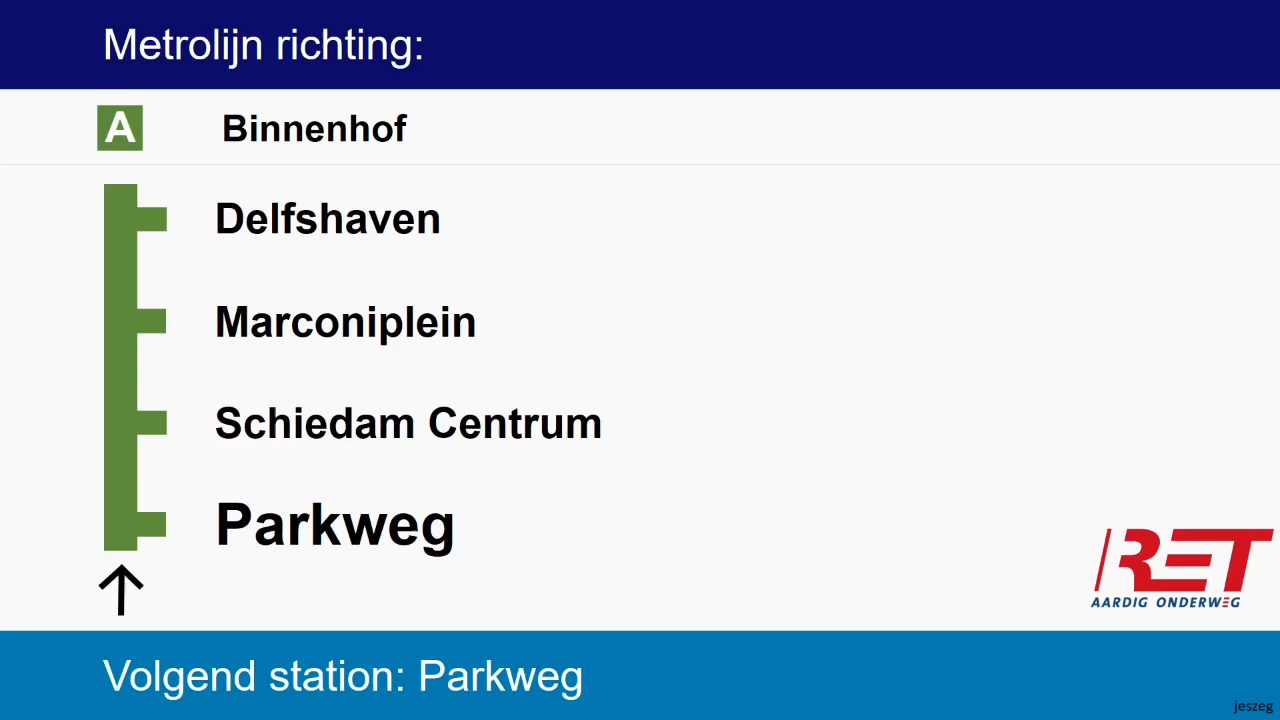 Metrolijn richting:
A Binnenhof
Delfshaven
Marconiplein
Schiedam Centrum
Parkweg
RET
AARDIG ONDERWEG
Volgend station: Parkweg
jeszeg